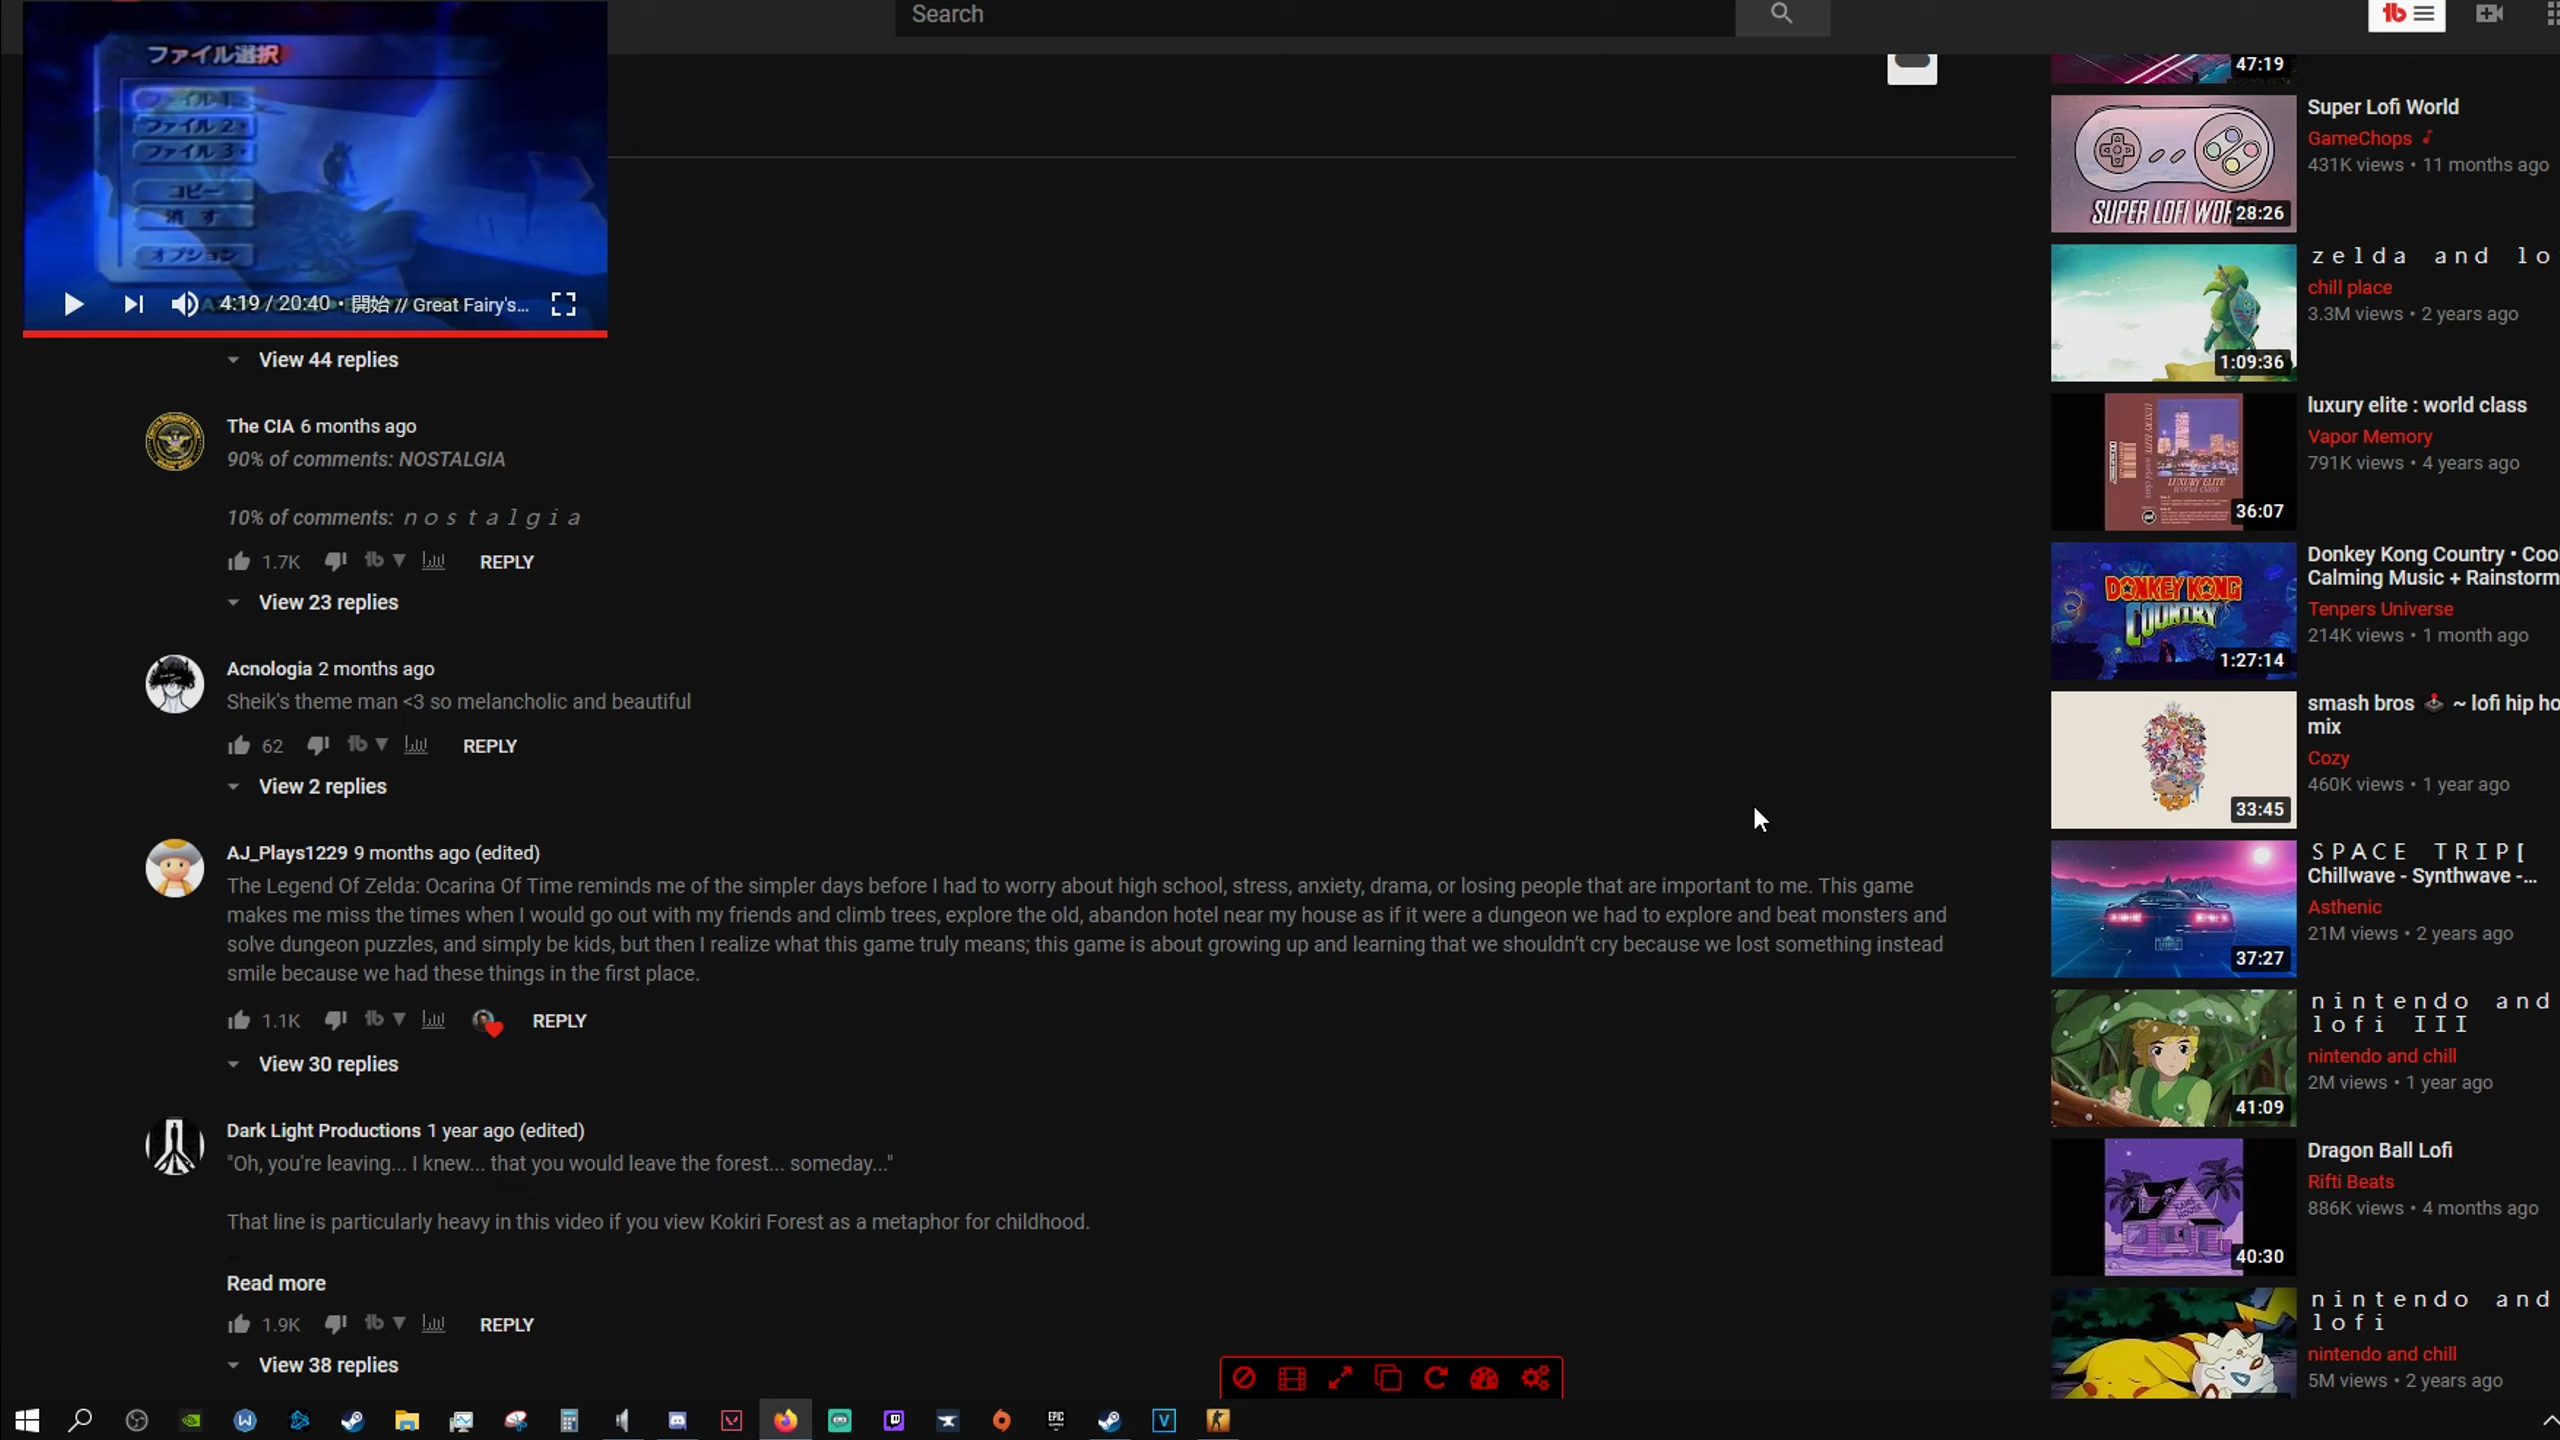 Search
ファイル選択
ファイル 1
ファイル 2
ファイル 3
コピー
消 す
オプション
4:19 / 20:40 • 開始 // Great Fairy's...
View 44 replies
The CIA 6 months ago
90% of comments: NOSTALGIA
10% of comments: n o s t a l g i a
1.7K
REPLY
View 23 replies
Acnologia 2 months ago
Sheik's theme man <3 so melancholic and beautiful
62
REPLY
View 2 replies
AJ_Plays1229 9 months ago (edited)
The Legend Of Zelda: Ocarina Of Time reminds me of the simpler days before I had to worry about high school, stress, anxiety, drama, or losing people that are important to me. This game
makes me miss the times when I would go out with my friends and climb trees, explore the old, abandon hotel near my house as if it were a dungeon we had to explore and beat monsters and
solve dungeon puzzles, and simply be kids, but then I realize what this game truly means; this game is about growing up and learning that we shouldn't cry because we lost something instead
smile because we had these things in the first place.
1.1K
REPLY
View 30 replies
Dark Light Productions 1 year ago (edited)
"Oh, you're leaving... I knew... that you would leave the forest... someday..."
That line is particularly heavy in this video if you view Kokiri Forest as a metaphor for childhood.
Read more
1.9K
REPLY
View 38 replies
47:19
Super Lofi World
GameChops
431K views • 11 months ago
SUPER LOFI WOR
28:26
z e l d a   a n d   l o
chill place
3.3M views • 2 years ago
1:09:36
luxury elite : world class
Vapor Memory
791K views • 4 years ago
LUXURY ELITE
world class
36:07
Donkey Kong Country • Coo
Calming Music + Rainstorm
Tenpers Universe
214K views • 1 month ago
DONKEY KONG
COUNTRY
1:27:14
smash bros 🕹️ ~ lofi hip ho
mix
Cozy
460K views • 1 year ago
33:45
S P A C E   T R I P [
Chillwave - Synthwave -...
Asthenic
21M views • 2 years ago
37:27
n i n t e n d o   a n d
l o f i   I I I
nintendo and chill
2M views • 1 year ago
41:09
Dragon Ball Lofi
Rifti Beats
886K views • 4 months ago
40:30
n i n t e n d o   a n d
l o f i
nintendo and chill
5M views • 2 years ago
EPIC